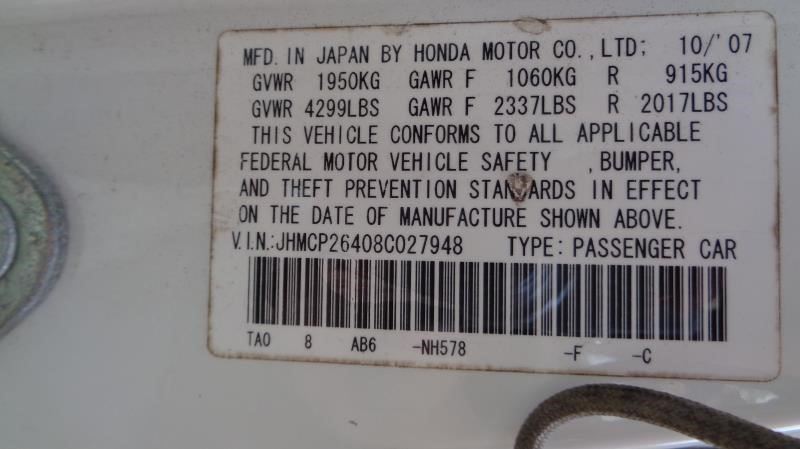 MFD. IN JAPAN BY HONDA MOTOR CO., LTD: 10/'07
GVWR 1950KG GAWR F 1060KG R 915KG
GVWR 4299LBS GAWR F 2337LBS R 2017LBS
THIS VEHICLE CONFORMS TO ALL APPLICABLE
FEDERAL MOTOR VEHICLE SAFETY , BUMPER,
AND THEFT PREVENTION STANDARDS IN EFFECT
ON THE DATE OF MANUFACTURE SHOWN ABOVE.
V.I.N.:JHMCP26408C027948 TYPE: PASSENGER CAR
TAO 8 AB6 -NH578 -F -C